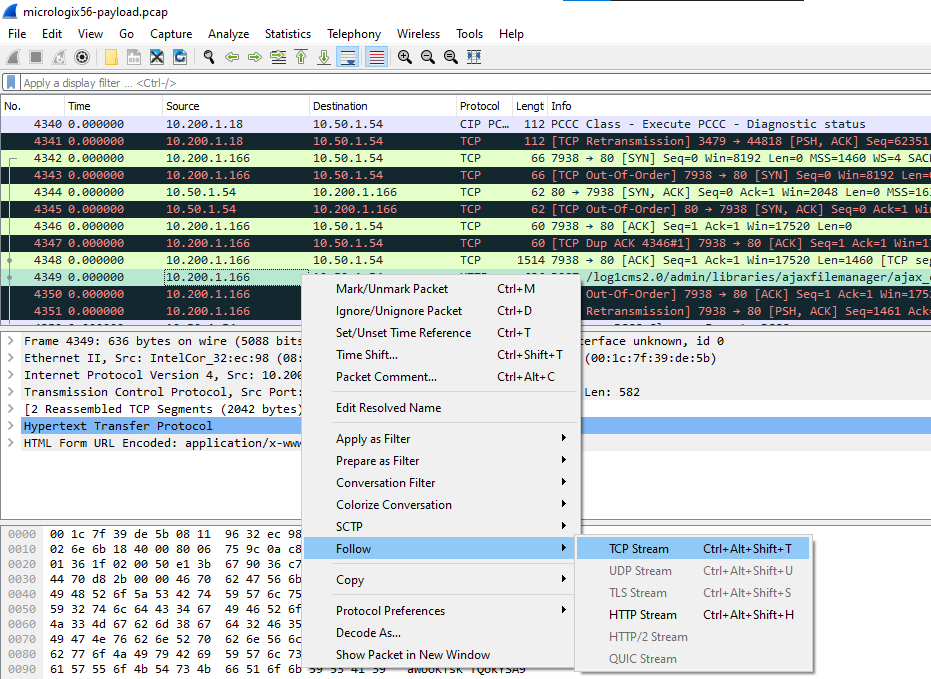 micrologix56-payload.pcap
File Edit View Go Capture Analyze Statistics Telephony Wireless Tools Help
Apply a display filter ... <Ctrl-/>
No. Time Source Destination Protocol Lengt Info
4340 0.000000 10.200.1.18 10.50.1.54 CIP PC… 112 PCCC Class - Execute PCCC - Diagnostic status
4341 0.000000 10.200.1.18 10.50.1.54 TCP 112 [TCP Retransmission] 3479 → 44818 [PSH, ACK] Seq=62351
4342 0.000000 10.200.1.166 10.50.1.54 TCP 66 7938 → 80 [SYN] Seq=0 Win=8192 Len=0 MSS=1460 WS=4 SAC
4343 0.000000 10.200.1.166 10.50.1.54 TCP 66 [TCP Out-Of-Order] 7938 → 80 [SYN] Seq=0 Win=8192 Len=
4344 0.000000 10.50.1.54 10.200.1.166 TCP 62 80 → 7938 [SYN, ACK] Seq=0 Ack=1 Win=2048 Len=0 MSS=
4345 0.000000 10.50.1.54 10.200.1.166 TCP 62 [TCP Out-Of-Order] 80 → 7938 [SYN, ACK] Seq=0 Ack=1 Win
4346 0.000000 10.200.1.166 10.50.1.54 TCP 60 7938 → 80 [ACK] Seq=1 Ack=1 Win=17520 Len=0
4347 0.000000 10.200.1.166 10.50.1.54 TCP 60 [TCP Dup ACK 4346#1] 7938 → 80 [ACK] Seq=1 Ack=1 Win=1
4348 0.000000 10.200.1.166 10.50.1.54 TCP 1514 7938 → 80 [ACK] Seq=1 Ack=1 Win=17520 Len=1460 [TCP seg
4349 0.000000 10.200.1.166 /log1cms2.0/admin/libraries/ajaxfilemanager/ajax_
4350 0.000000 10.200.1.166 Out-Of-Order] 7938 → 80 [ACK] Seq=1 Ack=1 Win=175
4351 0.000000 10.200.1.166 Retransmission] 7938 → 80 [PSH, ACK] Seq=1461 Ack=
Mark/Unmark Packet Ctrl+M
Ignore/Unignore Packet Ctrl+D
Set/Unset Time Reference Ctrl+T
Time Shift... Ctrl+Shift+T
Packet Comment... Ctrl+Alt+C
Edit Resolved Name
Apply as Filter
Prepare as Filter
Conversation Filter
Colorize Conversation
SCTP
Follow
Copy
Protocol Preferences
Decode As...
Show Packet in New Window
TCP Stream Ctrl+Alt+Shift+T
UDP Stream Ctrl+Alt+Shift+U
TLS Stream Ctrl+Alt+Shift+S
HTTP Stream Ctrl+Alt+Shift+H
HTTP/2 Stream
QUIC Stream
Frame 4349: 636 bytes on wire (5088 bits terface unknown, id 0
Ethernet II, Src: IntelCor_32:ec:98 (08: (00:1c:7f:39:de:5b)
Internet Protocol Version 4, Src: 10.200
Transmission Control Protocol, Src Port: Len: 582
[2 Reassembled TCP Segments (2042 bytes)
Hypertext Transfer Protocol
HTML Form URL Encoded: application/x-www
0000 00 1c 7f 39 de 5b 08 11 96 32 ec 98
0010 02 6e 6b 18 40 00 80 06 75 9c 0a c8
0020 01 36 1f 02 00 50 e1 3b 67 90 36 c7
0030 44 70 d8 2b 00 00 46 70 62 47 56 6b
0040 49 48 52 6f 5a 53 42 74 59 57 6c 75
0050 59 32 74 6c 64 43 34 67 49 46 52 6f
0060 4a 33 4d 67 62 6d 38 67 64 32 46 35
0070 49 47 4e 76 62 6e 52 70 62 6e 56 6c
0080 62 77 6f 4a 49 79 42 69 59 57 6c 73
0090 61 57 55 6f 4b 54 73 4b 66 51 6f 6b 59 53 41 39